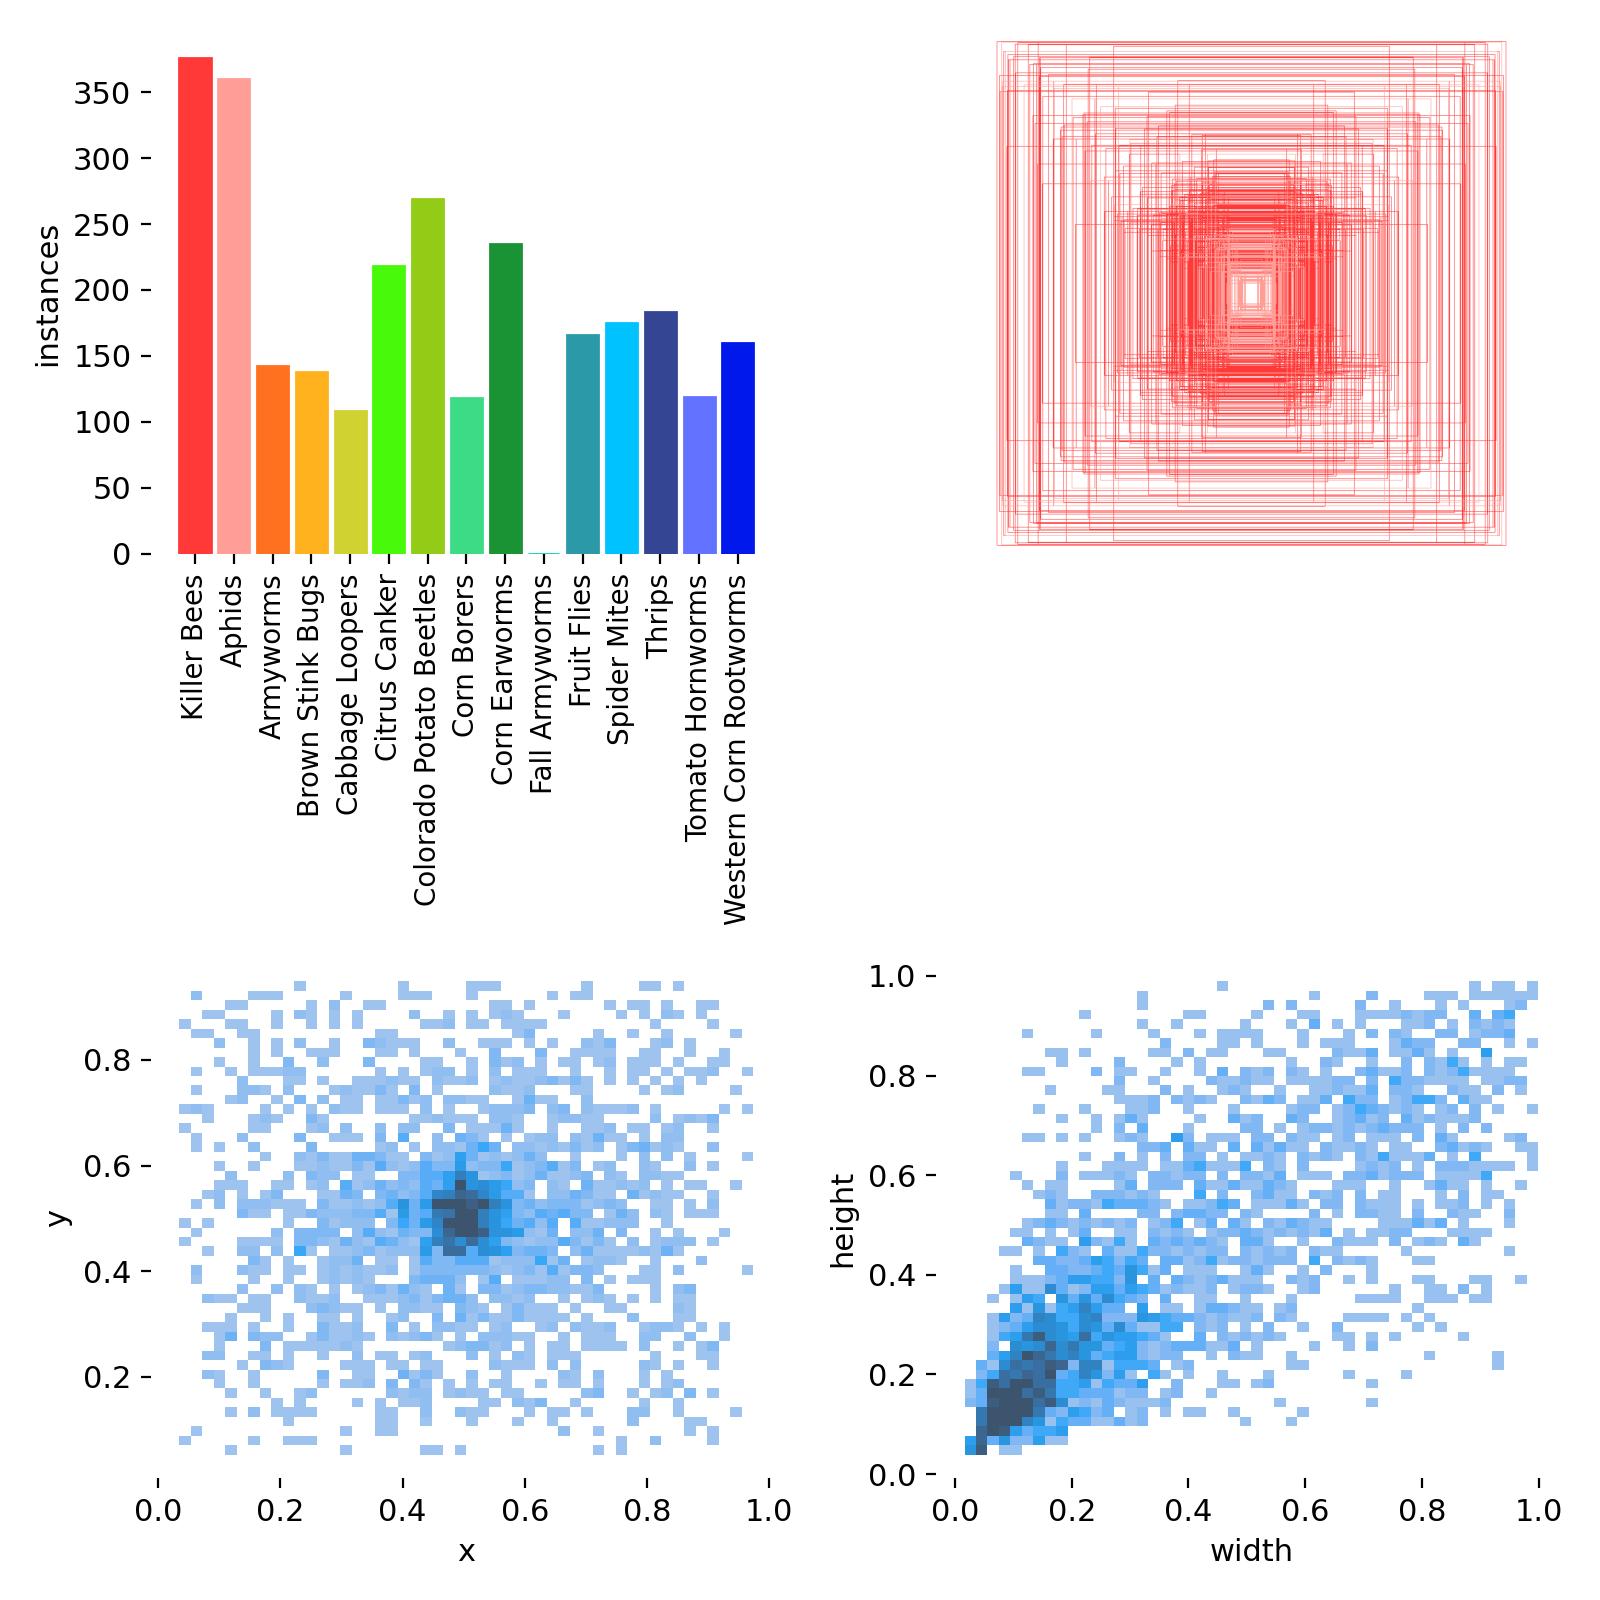 instances
350
300
250
200
150
100
50
0
Killer Bees
Aphids
Armyworms
Brown Stink Bugs
Cabbage Loopers
Citrus Canker
Colorado Potato Beetles
Corn Borers
Corn Earworms
Fall Armyworms
Fruit Flies
Spider Mites
Thrips
Tomato Hornworms
Western Corn Rootworms
y
0.8
0.6
0.4
0.2
0.0 0.2 0.4 0.6 0.8 1.0
x
height
1.0
0.8
0.6
0.4
0.2
0.0
0.0 0.2 0.4 0.6 0.8 1.0
width